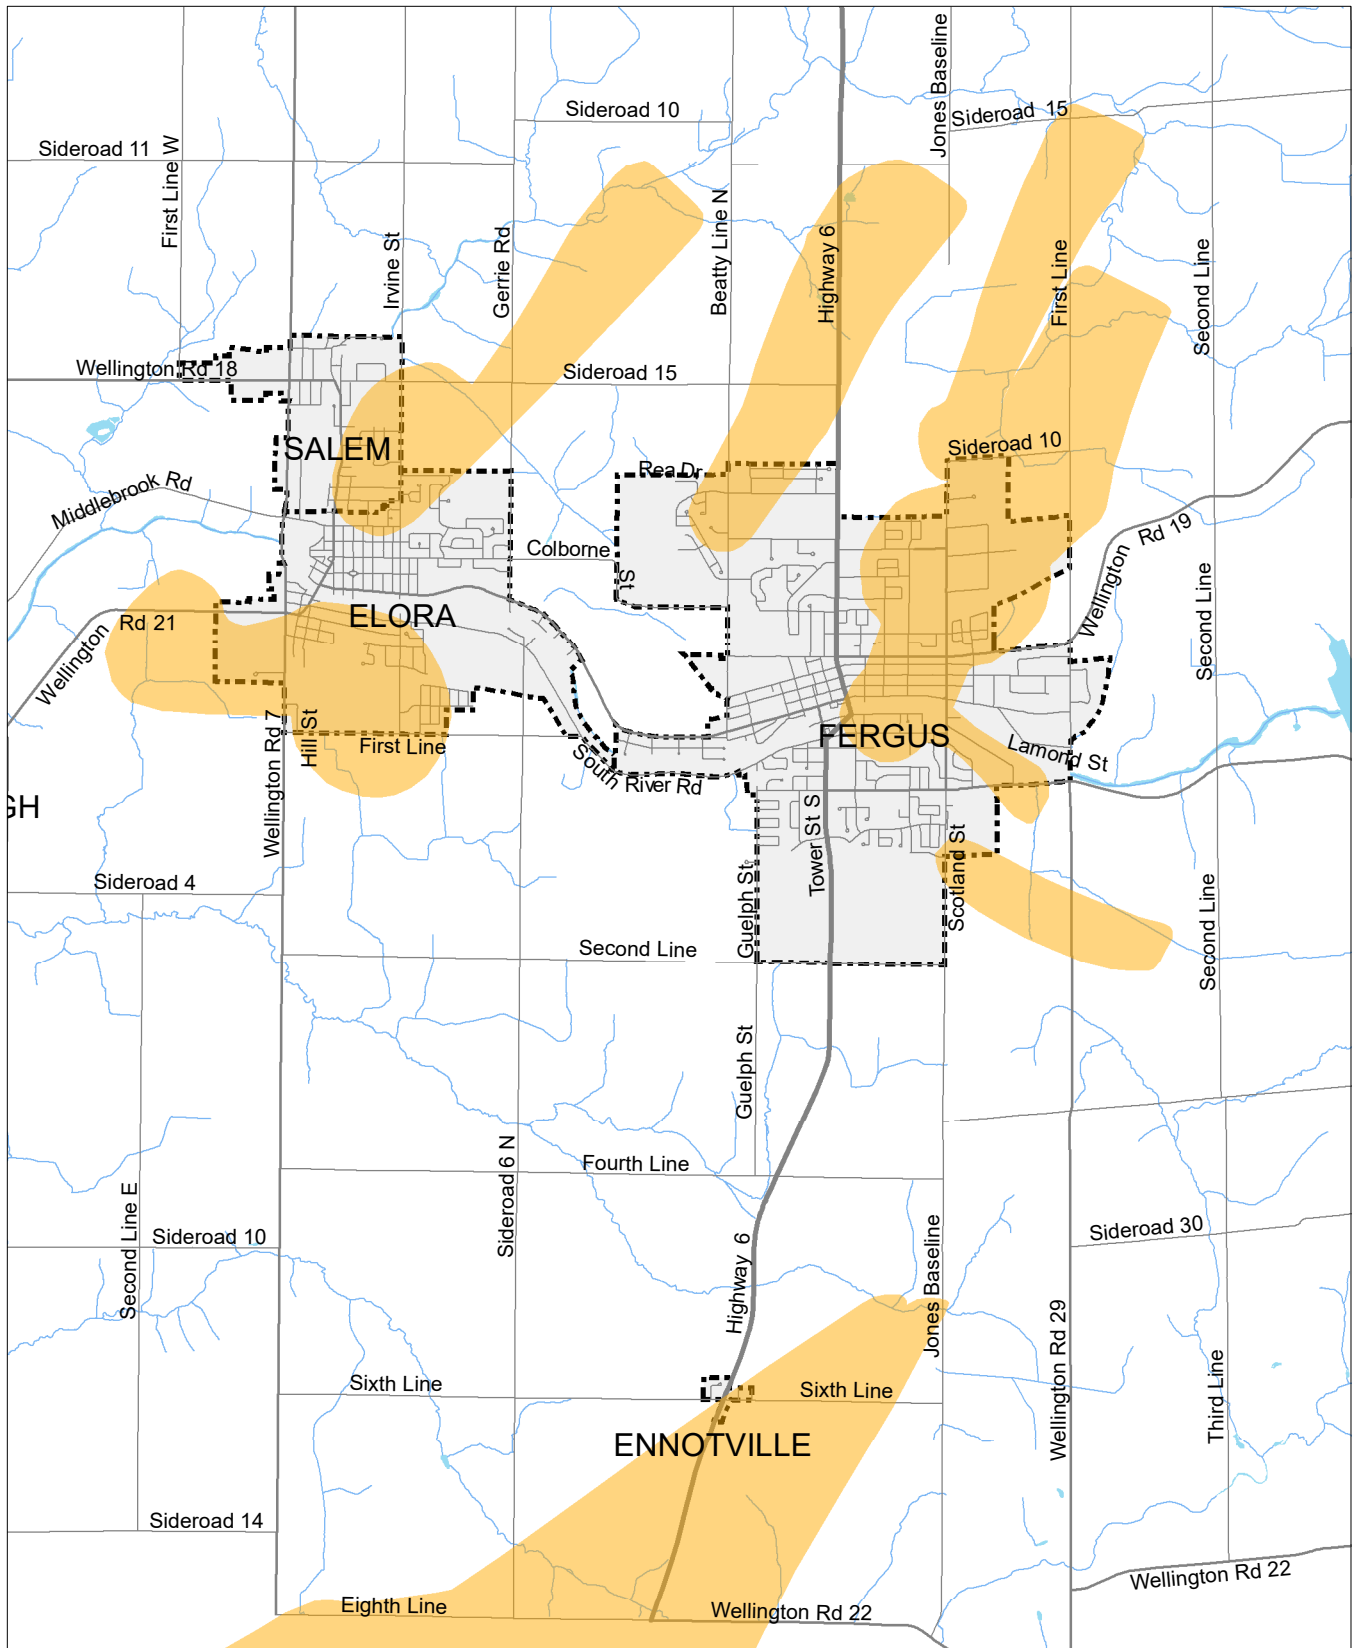 Jones Baseline
Sideroad 10
Sideroad 15
Sideroad 11
First Line W
Irvine St
Gerrie Rd
Beatty Line N
Highway 6
First Line
Second Line
Wellington Rd 18
Sideroad 15
SALEM
Sideroad 10
Rea Dr
Middlebrook Rd
Colborne
St
Wellington
Rd 19
ELORA
Rd 21
Wellington
Second Line
Wellington Rd 7
Hill St
First Line
South River Rd
FERGUS
Lamond St
GH
Tower St S
Scotland St
Guelph St
Sideroad 4
Second Line
Second Line
Guelph St
Fourth Line
Sideroad 6 N
Second Line E
Sideroad 10
Sideroad 30
Highway 6
Jones Baseline
Wellington Rd 29
Third Line
Sixth Line
Sixth Line
ENNOTVILLE
Sideroad 14
Eighth Line
Wellington Rd 22
Wellington Rd 22